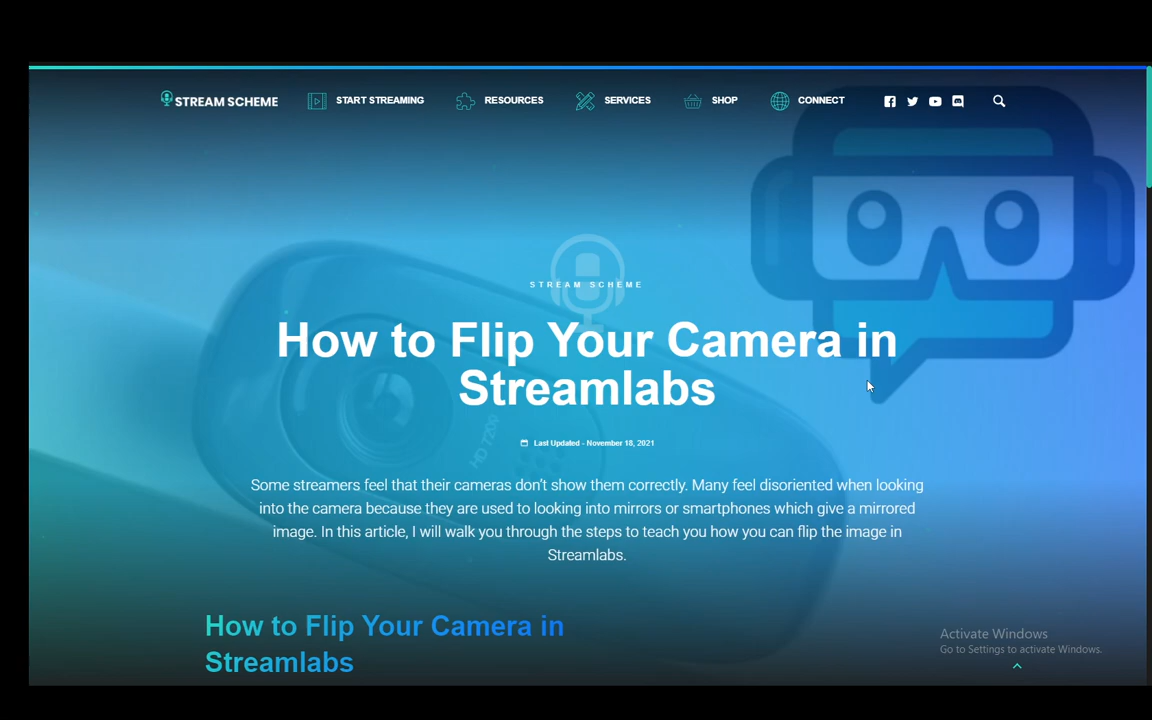 STREAM SCHEME START STREAMING RESOURCES SERVICES SHOP CONNECT
STREAM SCHEME
How to Flip Your Camera in
Streamlabs
Last Updated - November 18, 2021
HD 720p
Some streamers feel that their cameras don't show them correctly. Many feel disoriented when looking
into the camera because they are used to looking into mirrors or smartphones which give a mirrored
image. In this article, I will walk you through the steps to teach you how you can flip the image in
Streamlabs.
How to Flip Your Camera in
Streamlabs
Activate Windows
Go to Settings to activate Windows.